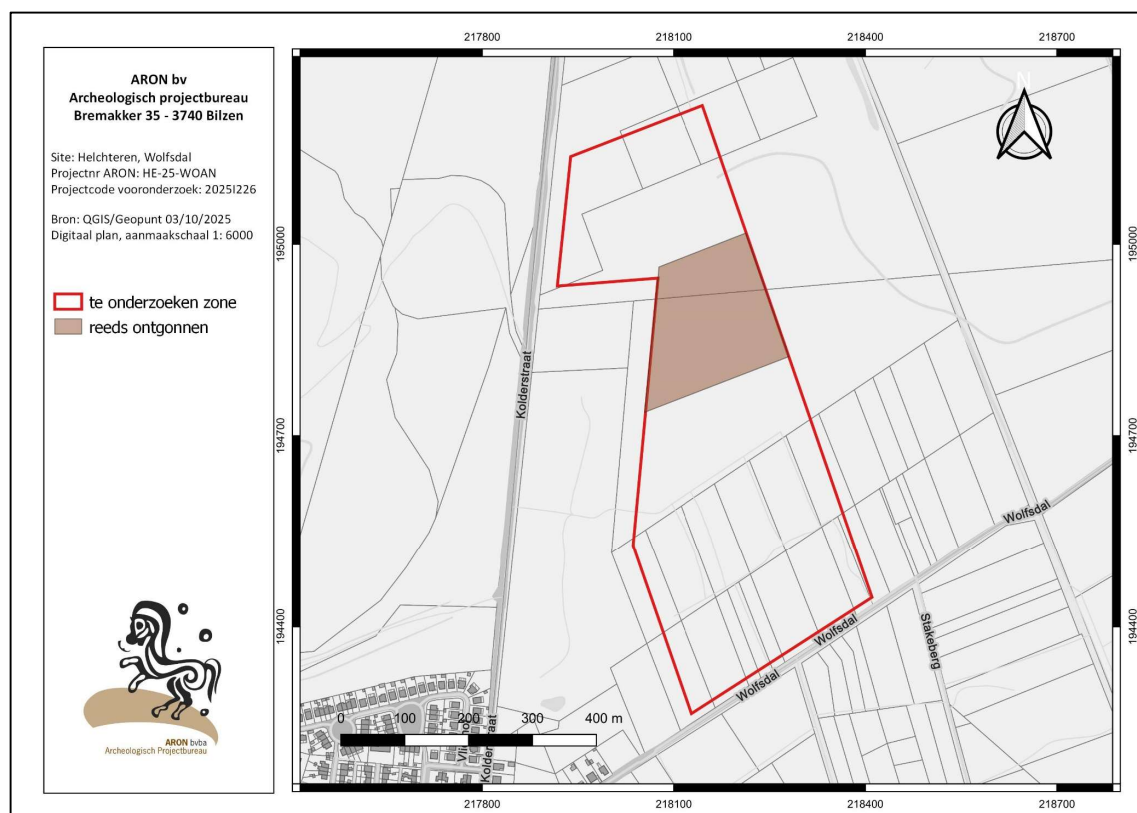 ARON bv
Archeologisch projectbureau
Bremakker 35 - 3740 Bilzen
Site: Helchteren, Wolfsdal
Projectnr ARON: HE-25-WOAN
Projectcode vooronderzoek: 2025I226
Bron: QGIS/Geopunt 03/10/2025
Digitaal plan, aanmaakschaal 1: 6000
te onderzoeken zone
reeds ontgonnen
ARON bvba
Archeologisch Projectbureau
217800 218100 218400 218700
N
195000
195000
Kolderstraat
194700
194700
Wolfsdal
194400
194400
Wolfsdal
Stakeberg
Wolfsdal
0 100 200 300 400 m
Kolderstraat
217800 218100 218400 218700